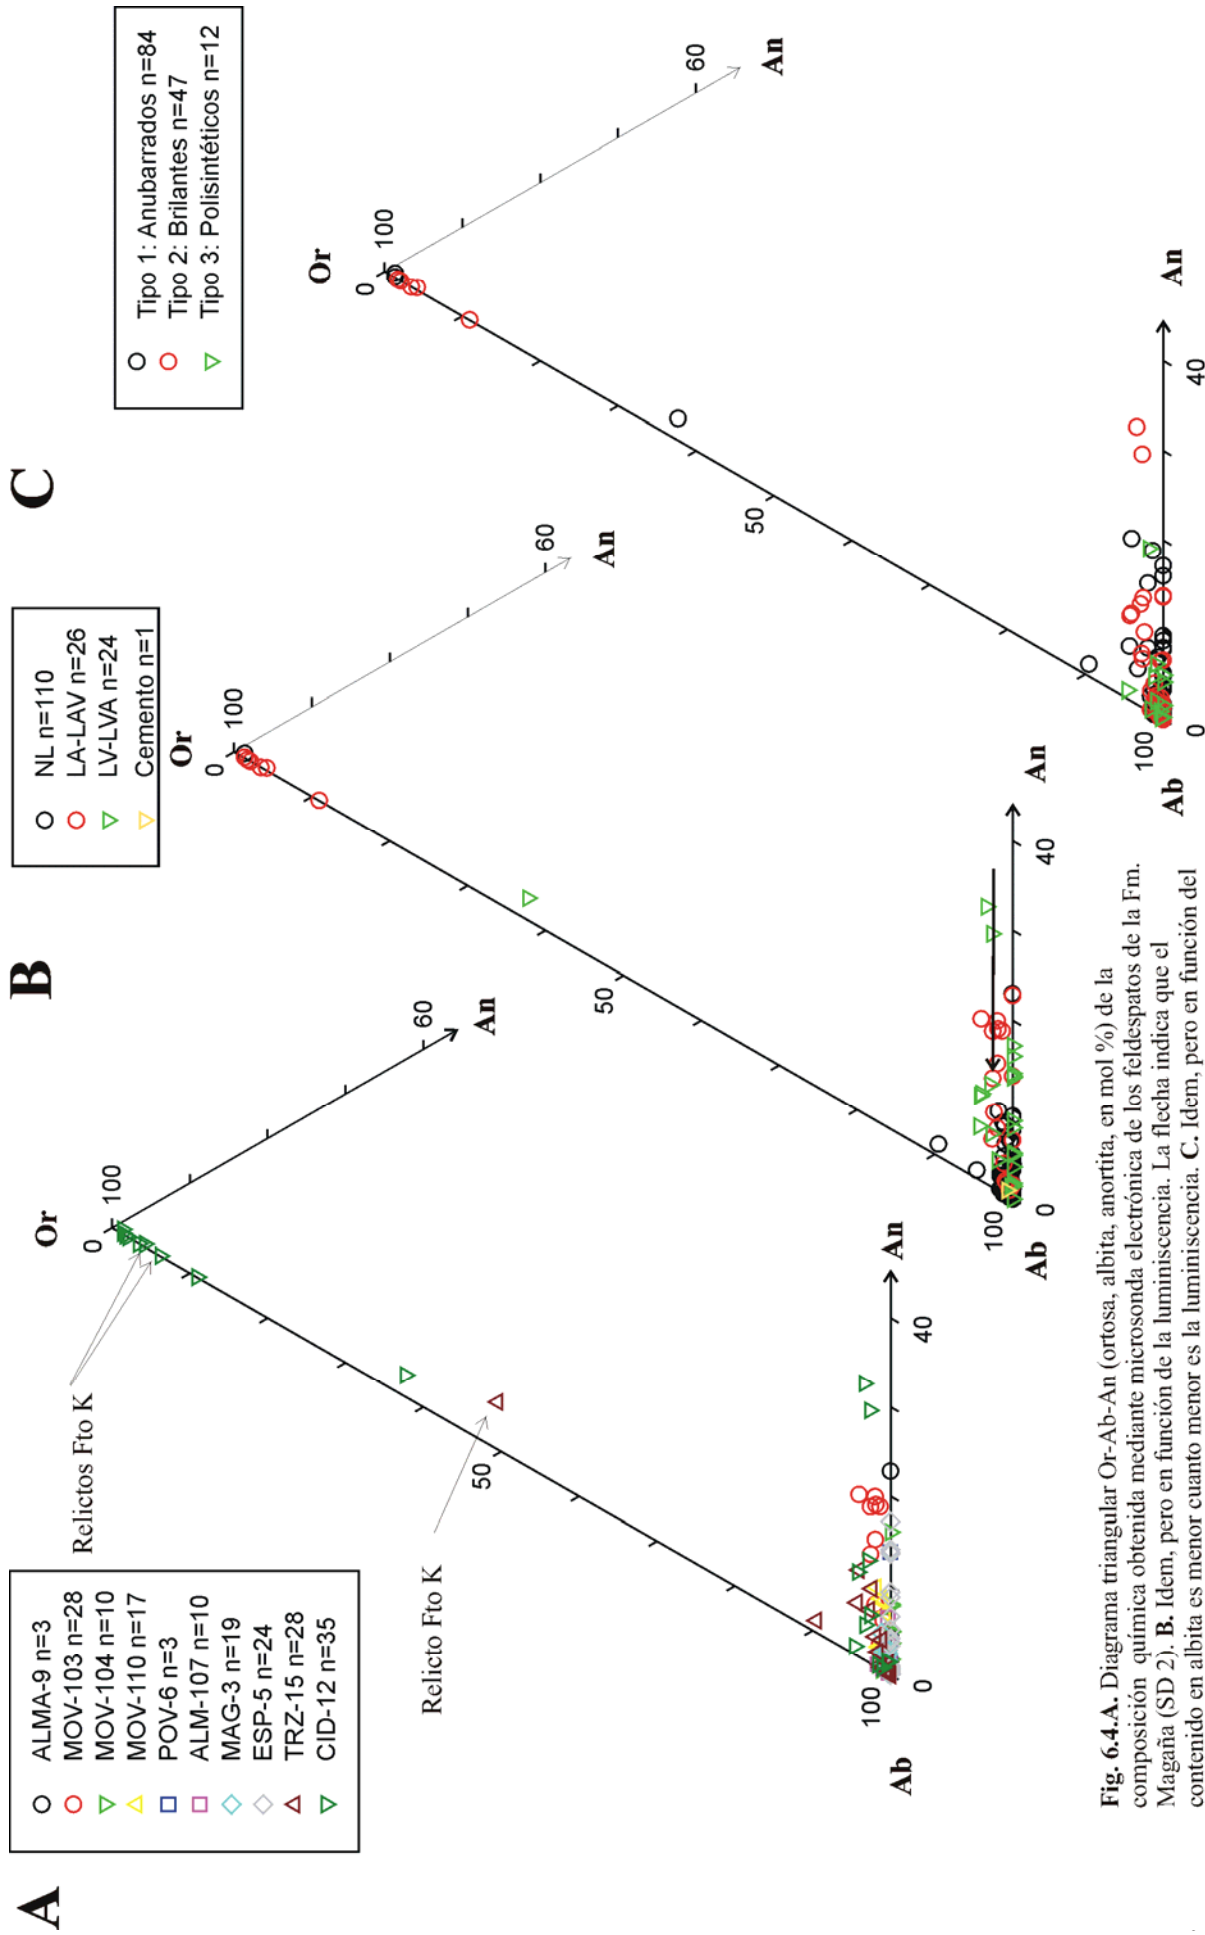 A
ALMA-9 n=3
MOV-103 n=28
MOV-104 n=10
MOV-110 n=17
POV-6 n=3
ALM-107 n=10
MAG-3 n=19
ESP-5 n=24
TRZ-15 n=28
CID-12 n=35
Or
0
100
Relictos Fto K
60
An
50
Relicto Fto K
100
Ab
0
40
An
B
NL n=110
LA-LAV n=26
LV-LVA n=24
Cemento n=1
Or
0
100
60
An
50
100
Ab
0
40
An
C
Tipo 1: Anubarrados n=84
Tipo 2: Brilantes n=47
Tipo 3: Polisintéticos n=12
Or
0
100
60
An
50
100
Ab
0
40
An
Fig. 6.4.A. Diagrama triangular Or-Ab-An (ortosa, albita, anortita, en mol %) de la
composición química obtenida mediante microsonda electrónica de los feldespatos de la Fm.
Magaña (SD 2). B. Idem, pero en función de la luminiscencia. La flecha indica que el
contenido en albita es menor cuanto menor es la luminiscencia. C. Idem, pero en función del